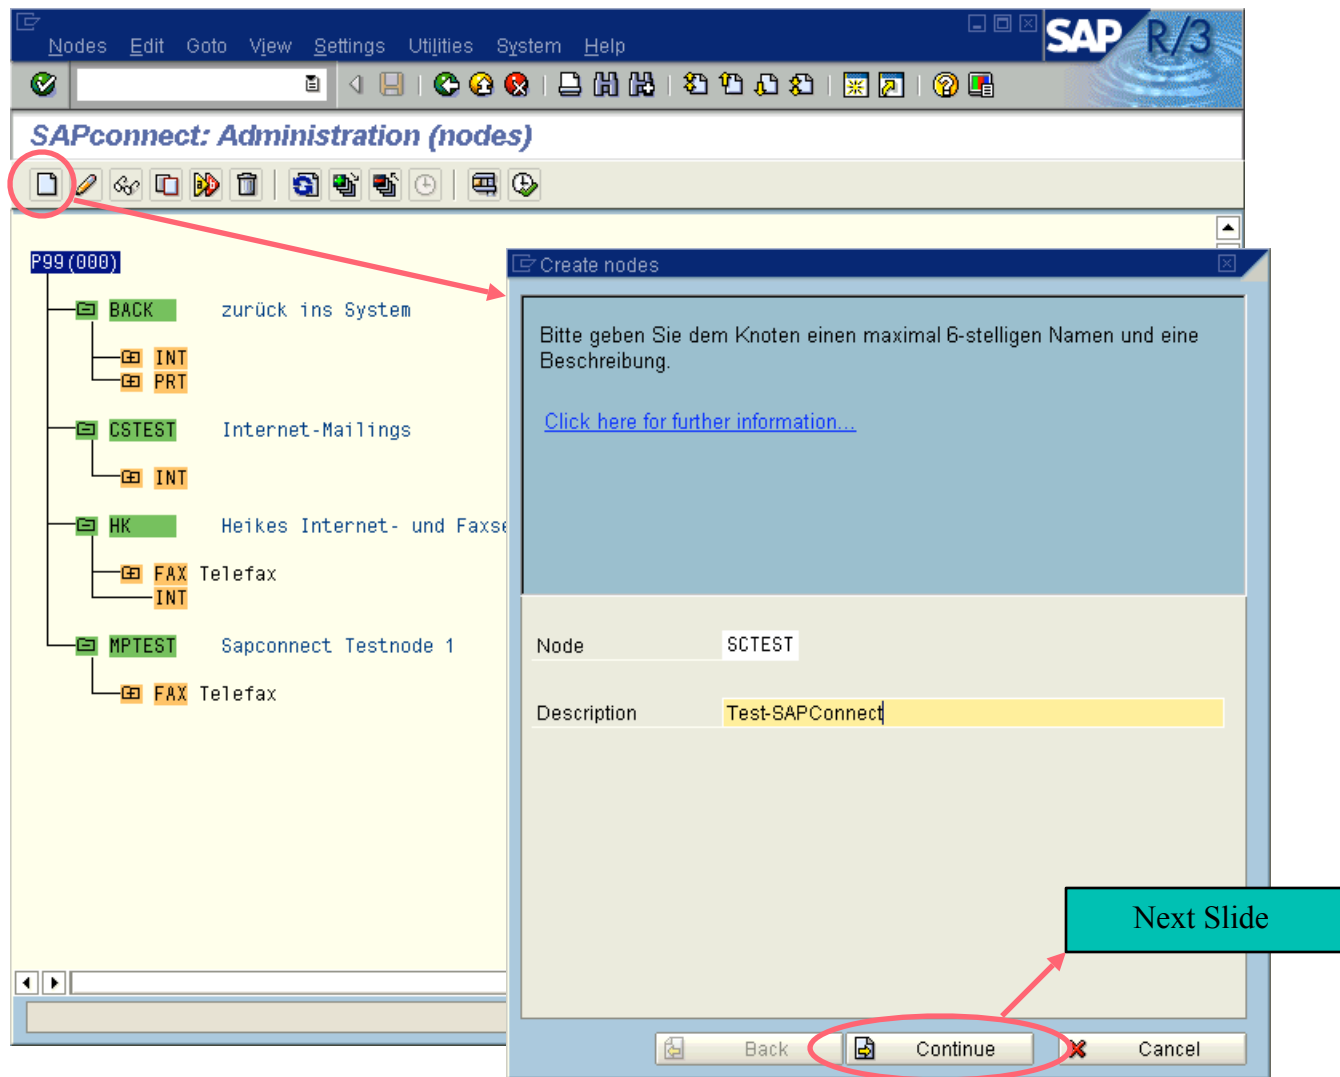 Nodes Edit Goto View Settings Utilities System Help
SAP R/3
SAPconnect: Administration (nodes)
P99(000)
BACK zurück ins System
INT
PRT
CSTEST Internet-Mailings
INT
HK Heikes Internet- und Faxse
FAX Telefax
INT
MPTEST Sapconnect Testnode 1
FAX Telefax
Create nodes
Bitte geben Sie dem Knoten einen maximal 6-stelligen Namen und eine
Beschreibung.
Click here for further information...
Node SCTEST
Description Test-SAPConnect
Next Slide
Back Continue Cancel